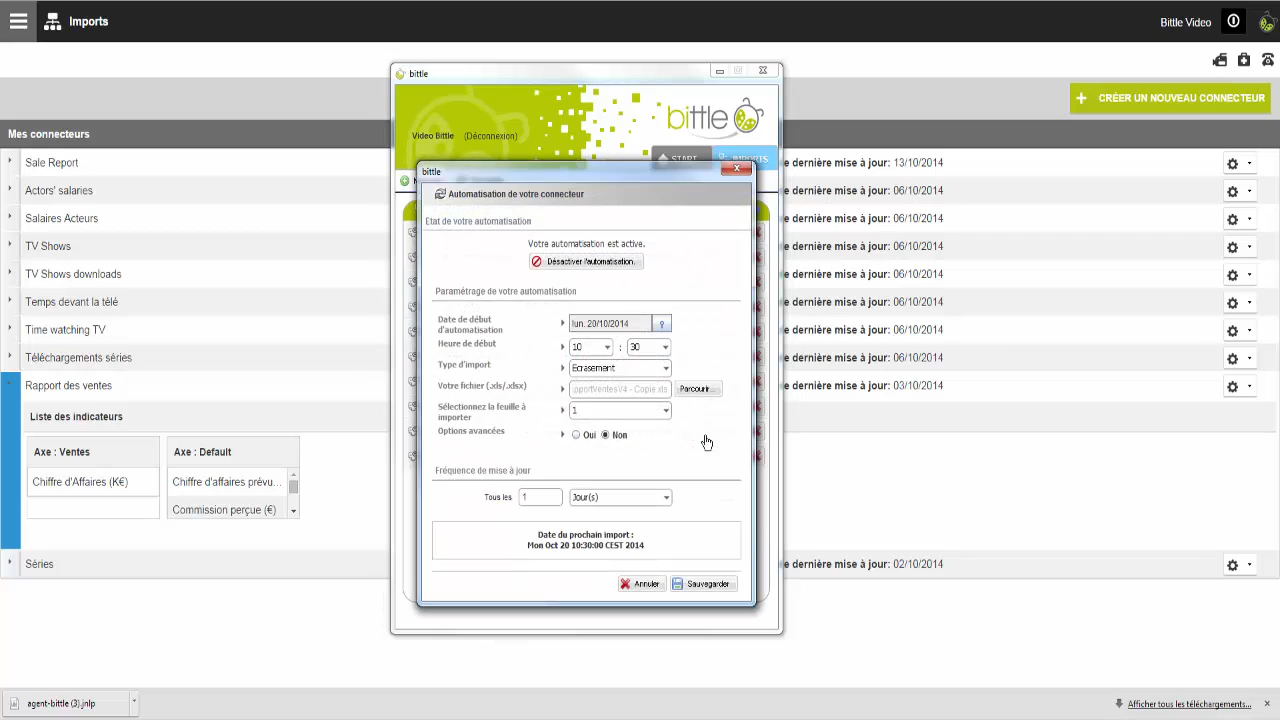 Imports
Bittle Video
bittle
CRÉER UN NOUVEAU CONNECTEUR
bittle
Video Bittle (Déconnexion)
START
IMPORTS
Mes connecteurs
Sale Report
e dernière mise à jour: 13/10/2014
Actors' salaries
e dernière mise à jour: 06/10/2014
Salaires Acteurs
e dernière mise à jour: 06/10/2014
TV Shows
e dernière mise à jour: 06/10/2014
TV Shows downloads
e dernière mise à jour: 06/10/2014
Temps devant la télé
e dernière mise à jour: 06/10/2014
Time watching TV
e dernière mise à jour: 06/10/2014
Téléchargements séries
e dernière mise à jour: 06/10/2014
Rapport des ventes
e dernière mise à jour: 03/10/2014
Liste des indicateurs
Axe : Ventes
Axe : Default
Chiffre d'Affaires (K€)
Chiffre d'affaires prévu...
Commission perçue (€)
Séries
e dernière mise à jour: 02/10/2014
bittle
Automatisation de votre connecteur
Etat de votre automatisation
Votre automatisation est active.
Désactiver l'automatisation.
Paramétrage de votre automatisation
Date de début
d'automatisation
lun. 20/10/2014
Heure de début
10 : 30
Type d'import
Ecrasement
Votre fichier (.xls/.xlsx)
pportVentesV4 - Copie.xls
Parcourir...
Sélectionnez la feuille à
importer
1
Options avancées
Oui Non
Fréquence de mise à jour
Tous les 1 Jour(s)
Date du prochain import :
Mon Oct 20 10:30:00 CEST 2014
Annuler
Sauvegarder
agent-bittle (3).jnlp
Afficher tous les téléchargements...